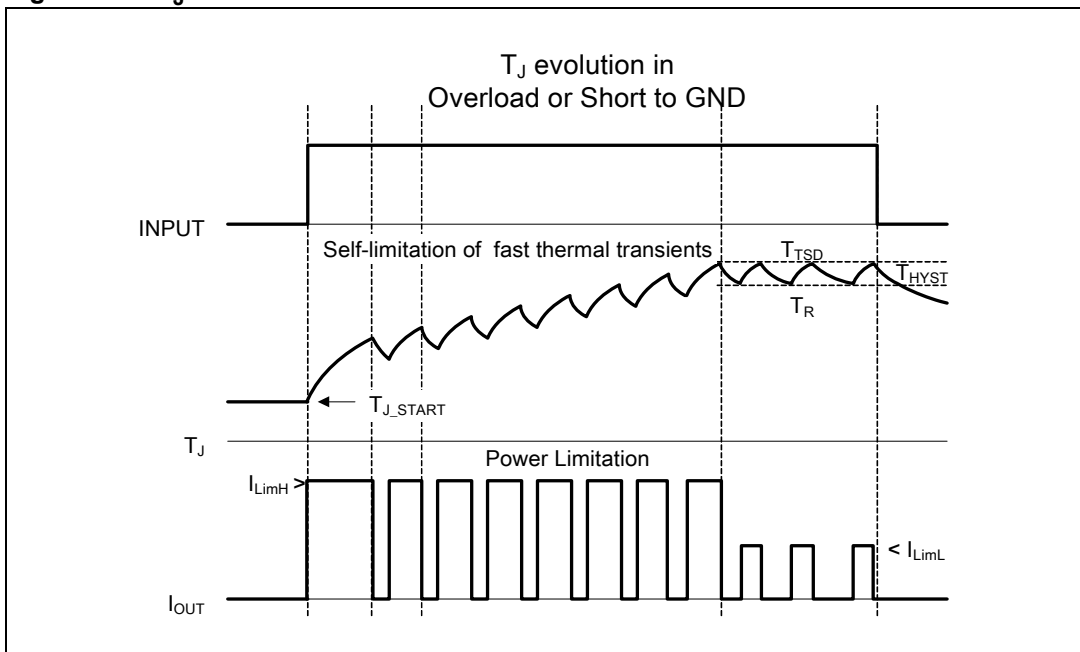 T_J evolution in
Overload or Short to GND
INPUT
Self-limitation of fast thermal transients
T_TSD
T_HYST
T_R
T_J_START
T_J
Power Limitation
I_LimH >
< I_LimL
I_OUT